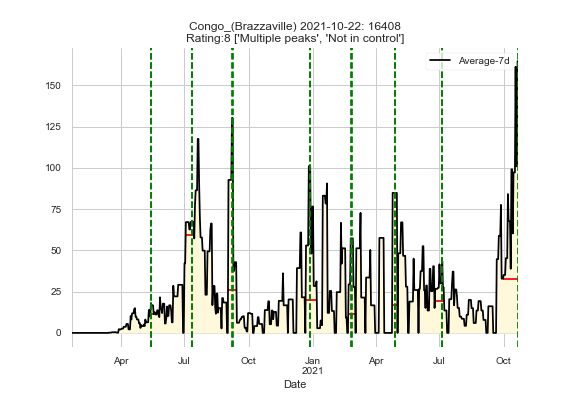 Congo_(Brazzaville) 2021-10-22: 16408
Rating:8 ['Multiple peaks', 'Not in control']
Average-7d
150
125
100
75
50
25
0
Apr
Jul
Oct
Jan
2021
Apr
Jul
Oct
Date